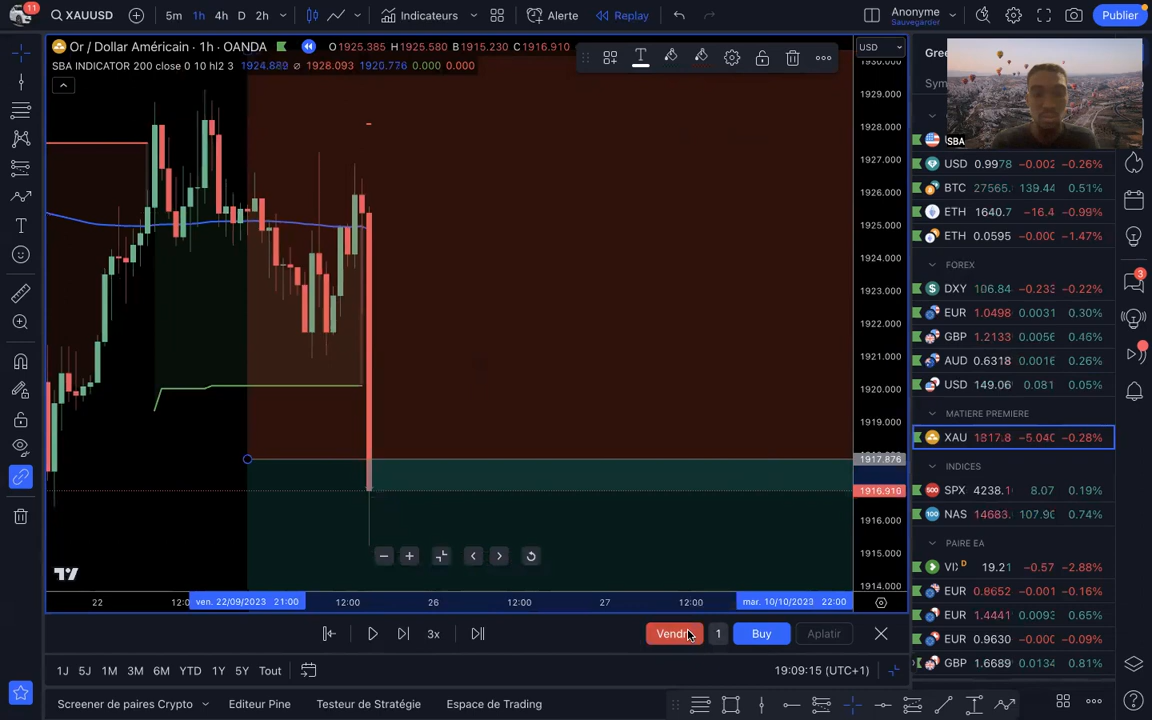 11
XAUUSD
5m 1h 4h D 2h
Indicateurs
Alerte
Replay
Anonyme
Sauvegarder
Publier
Or / Dollar Américain · 1h · OANDA
O1925.385 H1925.580 B1915.230 C1916.910
SBA INDICATOR 200 close 0 10 hl2 3 1924.889 ⌀ 1928.093 1920.776 0.000 0.000
USD
T
SBA
1929.000
1928.000
1927.000
1926.000
1925.000
1924.000
1923.000
1922.000
1921.000
1920.000
1919.000
1917.876
1916.910
1916.000
1915.000
1914.000
USD 0.9978 −0.002 −0.26%
BTC 27565. 139.44 0.51%
ETH 1640.7 −16.4 −0.99%
ETH 0.0595 −0.000 −1.47%
FOREX
DXY 106.84 −0.233 −0.22%
EUR 1.0498 0.0031 0.30%
GBP 1.2133 0.0056 0.46%
AUD 0.6318 0.0016 0.26%
USD 149.06 0.081 0.05%
MATIERE PREMIERE
XAU 1817.8 −5.040 −0.28%
INDICES
SPX 4238.1 8.07 0.19%
NAS 14683. 107.90 0.74%
PAIRE EA
VIX D 19.21 −0.57 −2.88%
EUR 0.8652 −0.001 −0.16%
EUR 1.4441 0.0093 0.65%
EUR 0.9630 −0.000 −0.09%
GBP 1.6689 0.0134 0.81%
3
22 12:0 ven. 22/09/2023 21:00 12:00 26 12:00 27 12:00 mar. 10/10/2023 22:00
3x
Vendre 1 Buy Aplatir
1J 5J 1M 3M 6M YTD 1Y 5Y Tout
19:09:15 (UTC+1)
Screener de paires Crypto Editeur Pine Testeur de Stratégie Espace de Trading